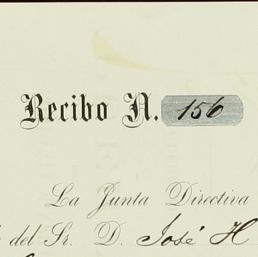 Recibo N. 156
La Junta Directiva
del Sr. D. José H